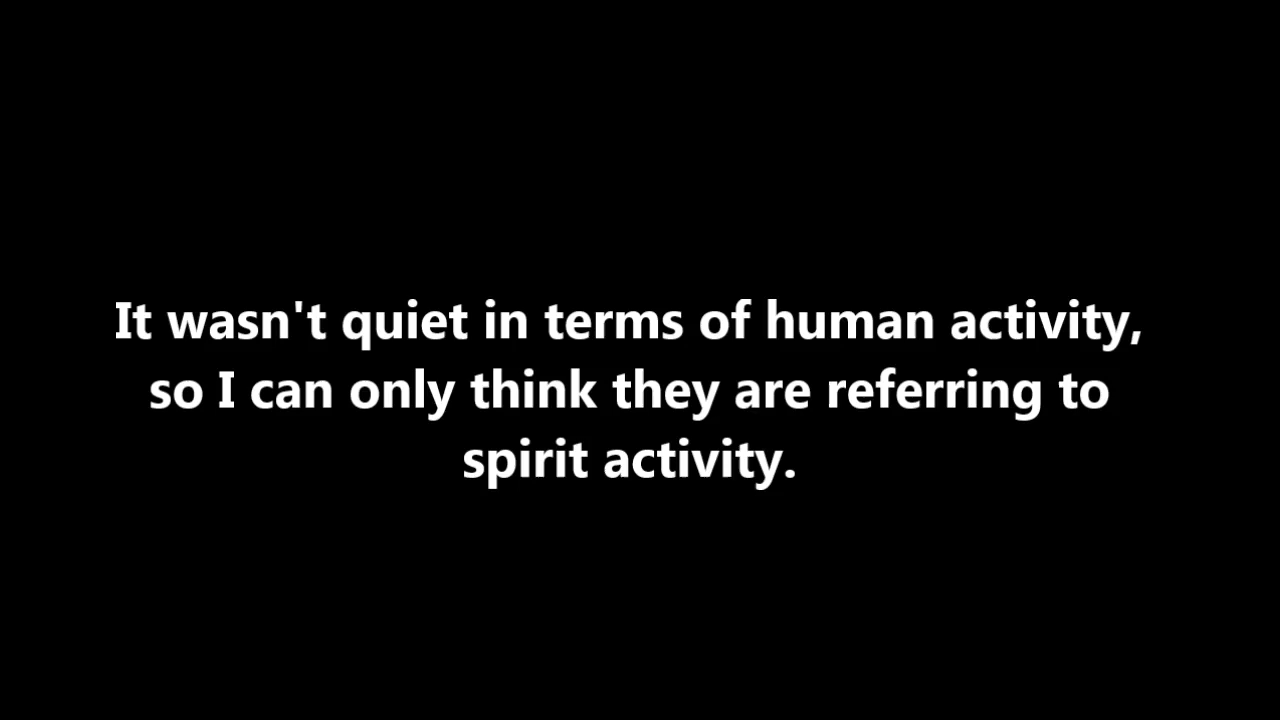 It wasn't quiet in terms of human activity,
so I can only think they are referring to
spirit activity.